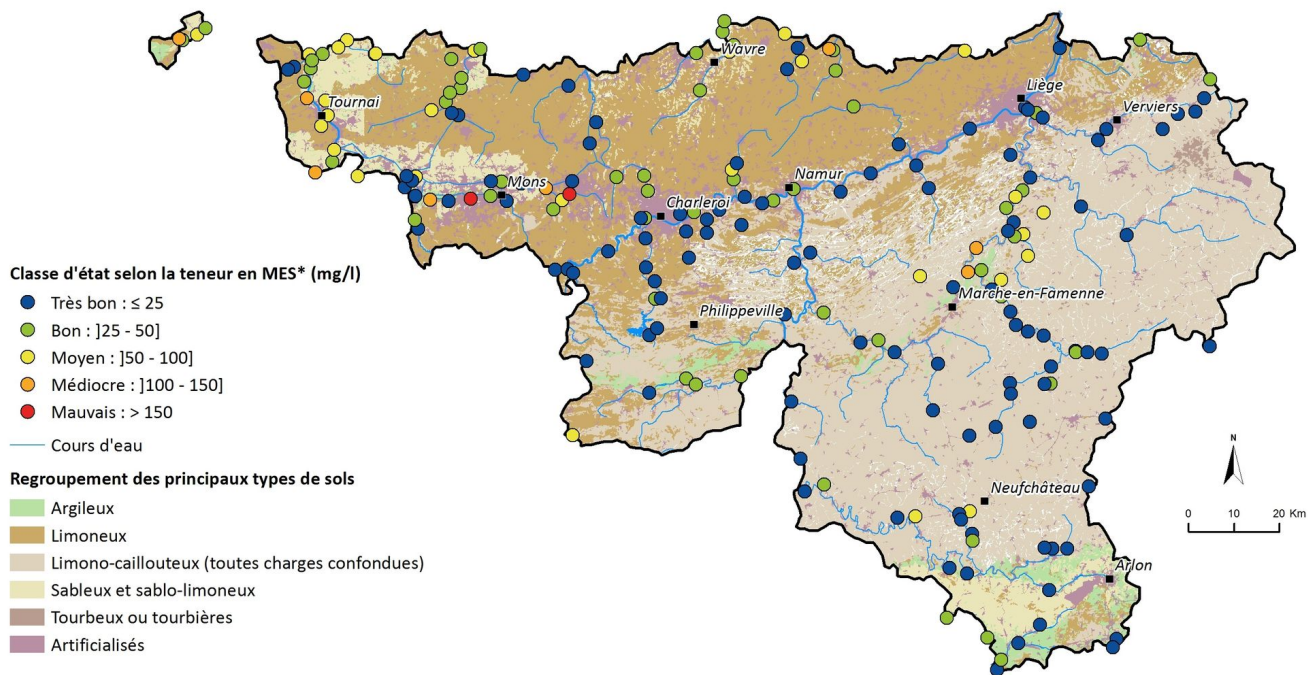 Wavre
Liège
Tournai
Verviers
Mons
Namur
Charleroi
Marche-en-Famenne
Philippeville
Neufchâteau
Arlon
Classe d'état selon la teneur en MES* (mg/l)
Très bon : ≤ 25
Bon : ]25 - 50]
Moyen : ]50 - 100]
Médiocre : ]100 - 150]
Mauvais : > 150
Cours d'eau
Regroupement des principaux types de sols
Argileux
Limoneux
Limono-caillouteux (toutes charges confondues)
Sableux et sablo-limoneux
Tourbeux ou tourbières
Artificialisés
N
0 10 20 Km